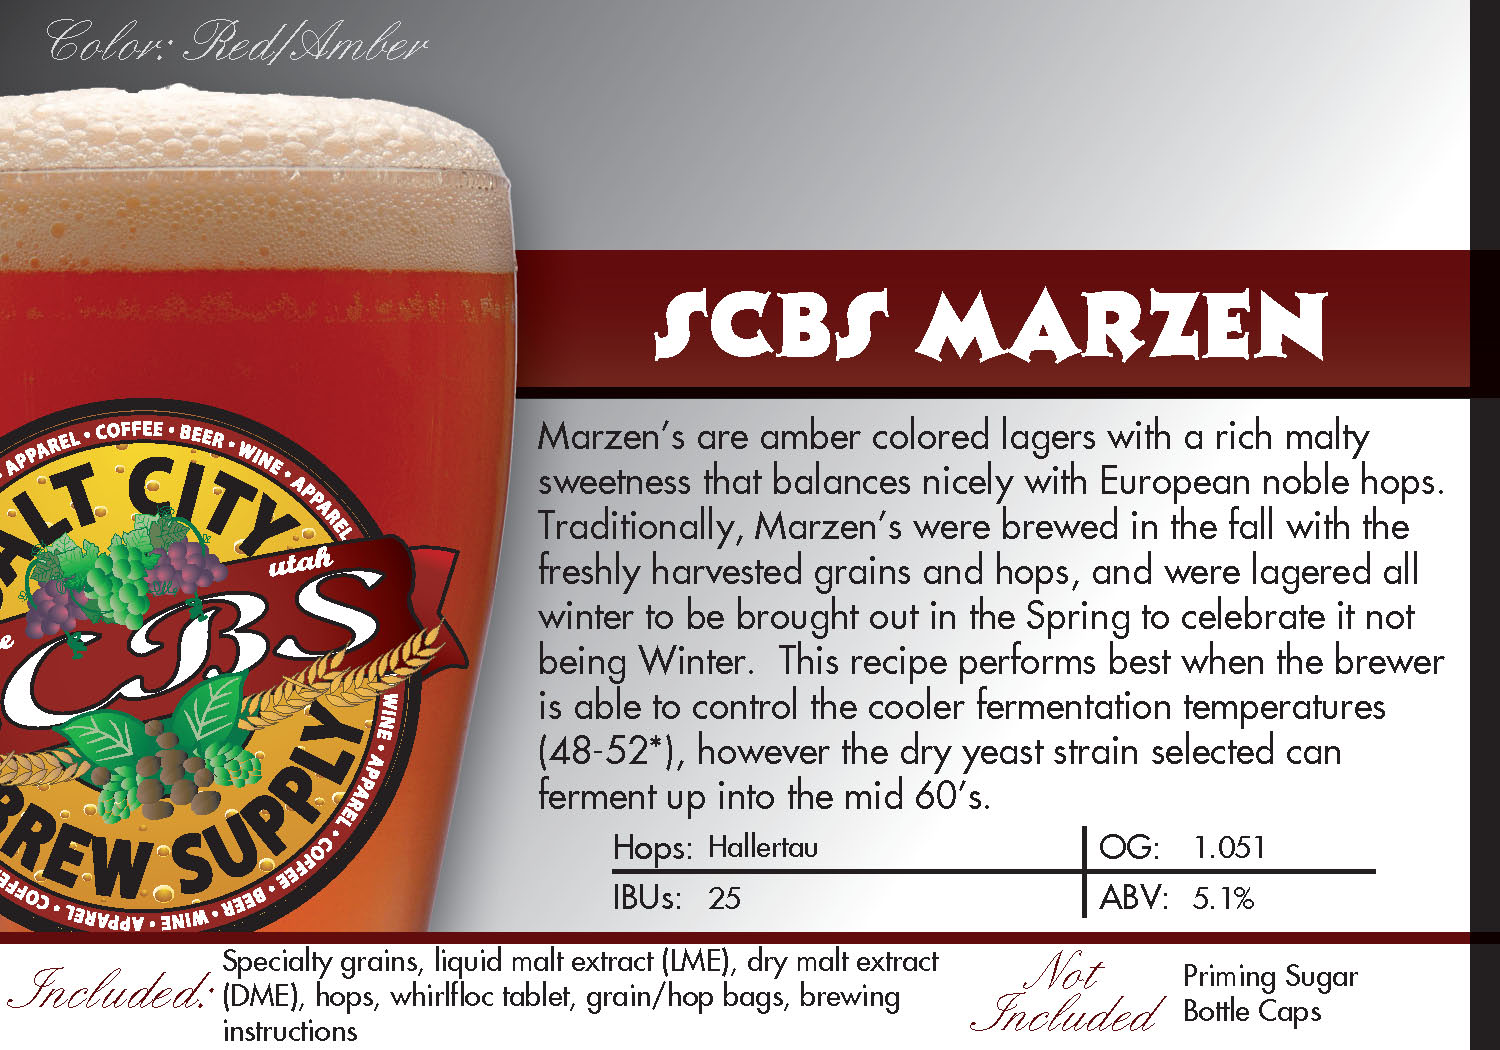 Color: Red/Amber
SCBS MARZEN
Marzen's are amber colored lagers with a rich malty
sweetness that balances nicely with European noble hops.
Traditionally, Marzen's were brewed in the fall with the
freshly harvested grains and hops, and were lagered all
winter to be brought out in the Spring to celebrate it not
being Winter.  This recipe performs best when the brewer
is able to control the cooler fermentation temperatures
(48-52*), however the dry yeast strain selected can
ferment up into the mid 60's.
Hops: Hallertau
OG: 1.051
IBUs: 25
ABV: 5.1%
APPAREL • COFFEE • BEER • WINE • APPAREL
ALT CITY
utah
CBS
BREW SUPPLY
WINE • APPAREL • COFFEE • BEER • WINE • APPAREL • COFFE
Included: Specialty grains, liquid malt extract (LME), dry malt extract
(DME), hops, whirlfloc tablet, grain/hop bags, brewing
instructions
Not
Included
Priming Sugar
Bottle Caps